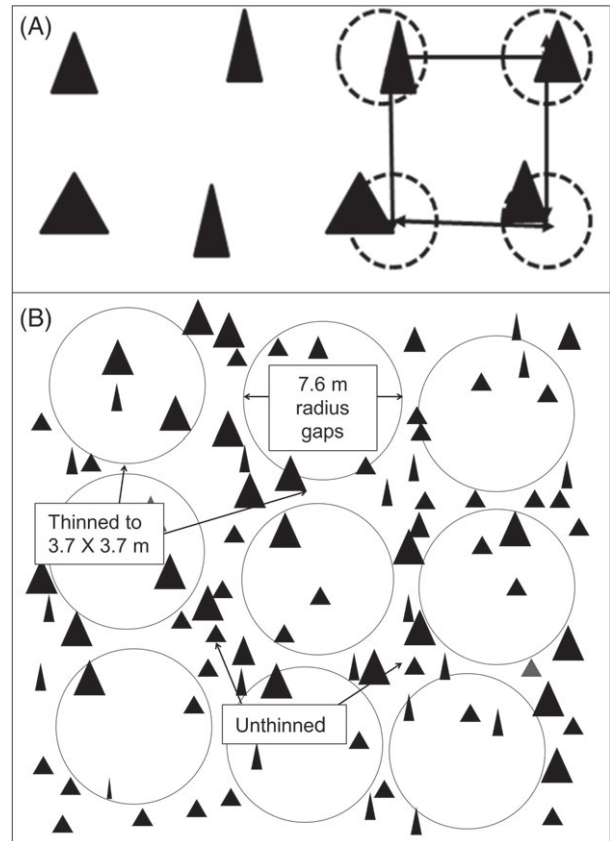 (A)
(B)
7.6 m
radius
gaps
Thinned to
3.7 X 3.7 m
Unthinned